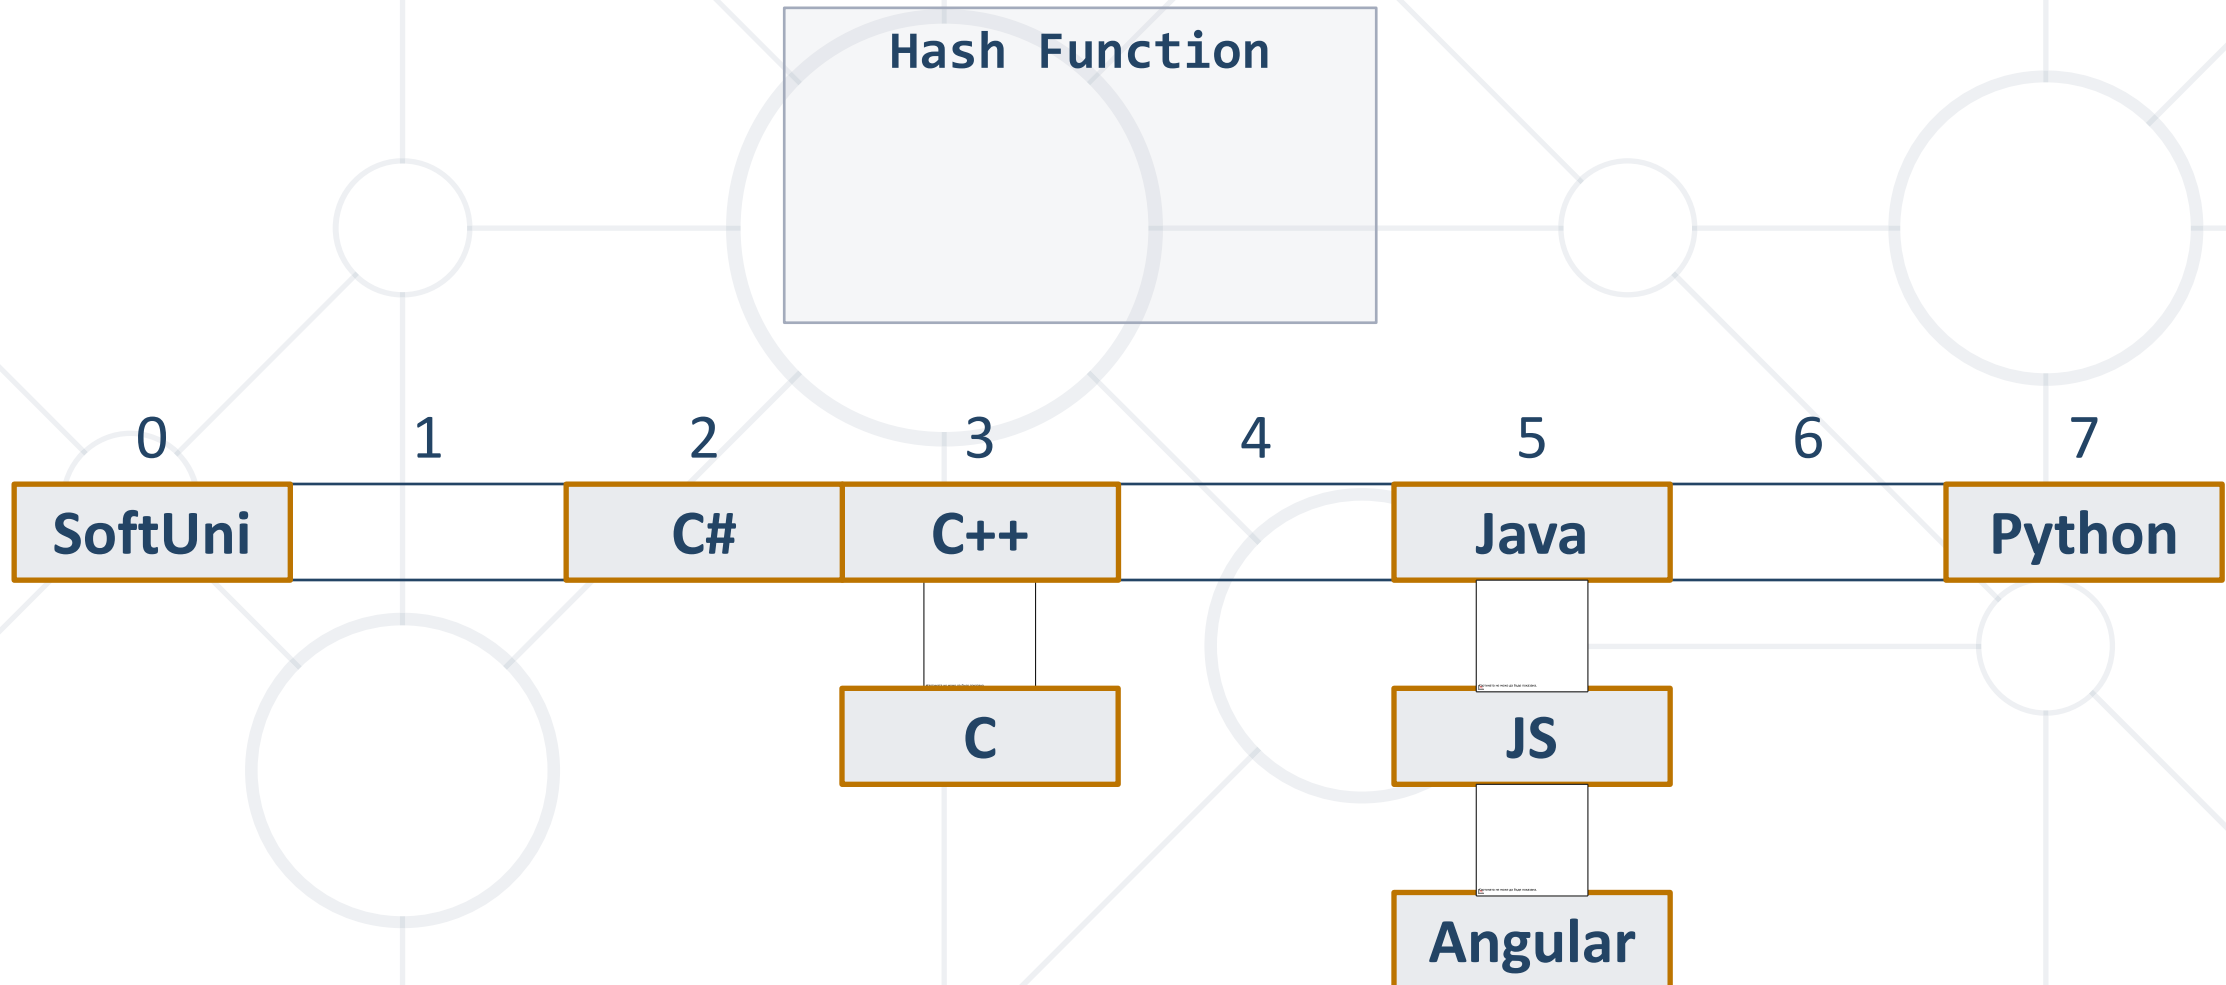 Hash Function
0 1 2 3 4 5 6 7
SoftUni C# C++ Java Python
C JS
Angular